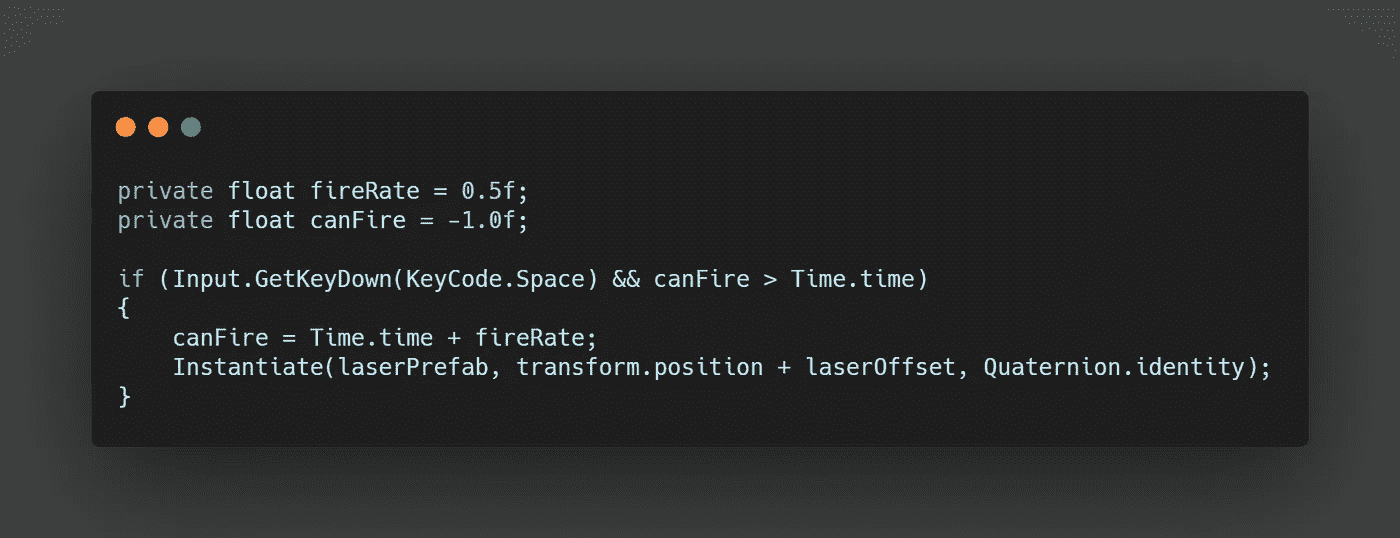 private float fireRate = 0.5f;
private float canFire = -1.0f;

if (Input.GetKeyDown(KeyCode.Space) && canFire > Time.time)
{
    canFire = Time.time + fireRate;
    Instantiate(laserPrefab, transform.position + laserOffset, Quaternion.identity);
}